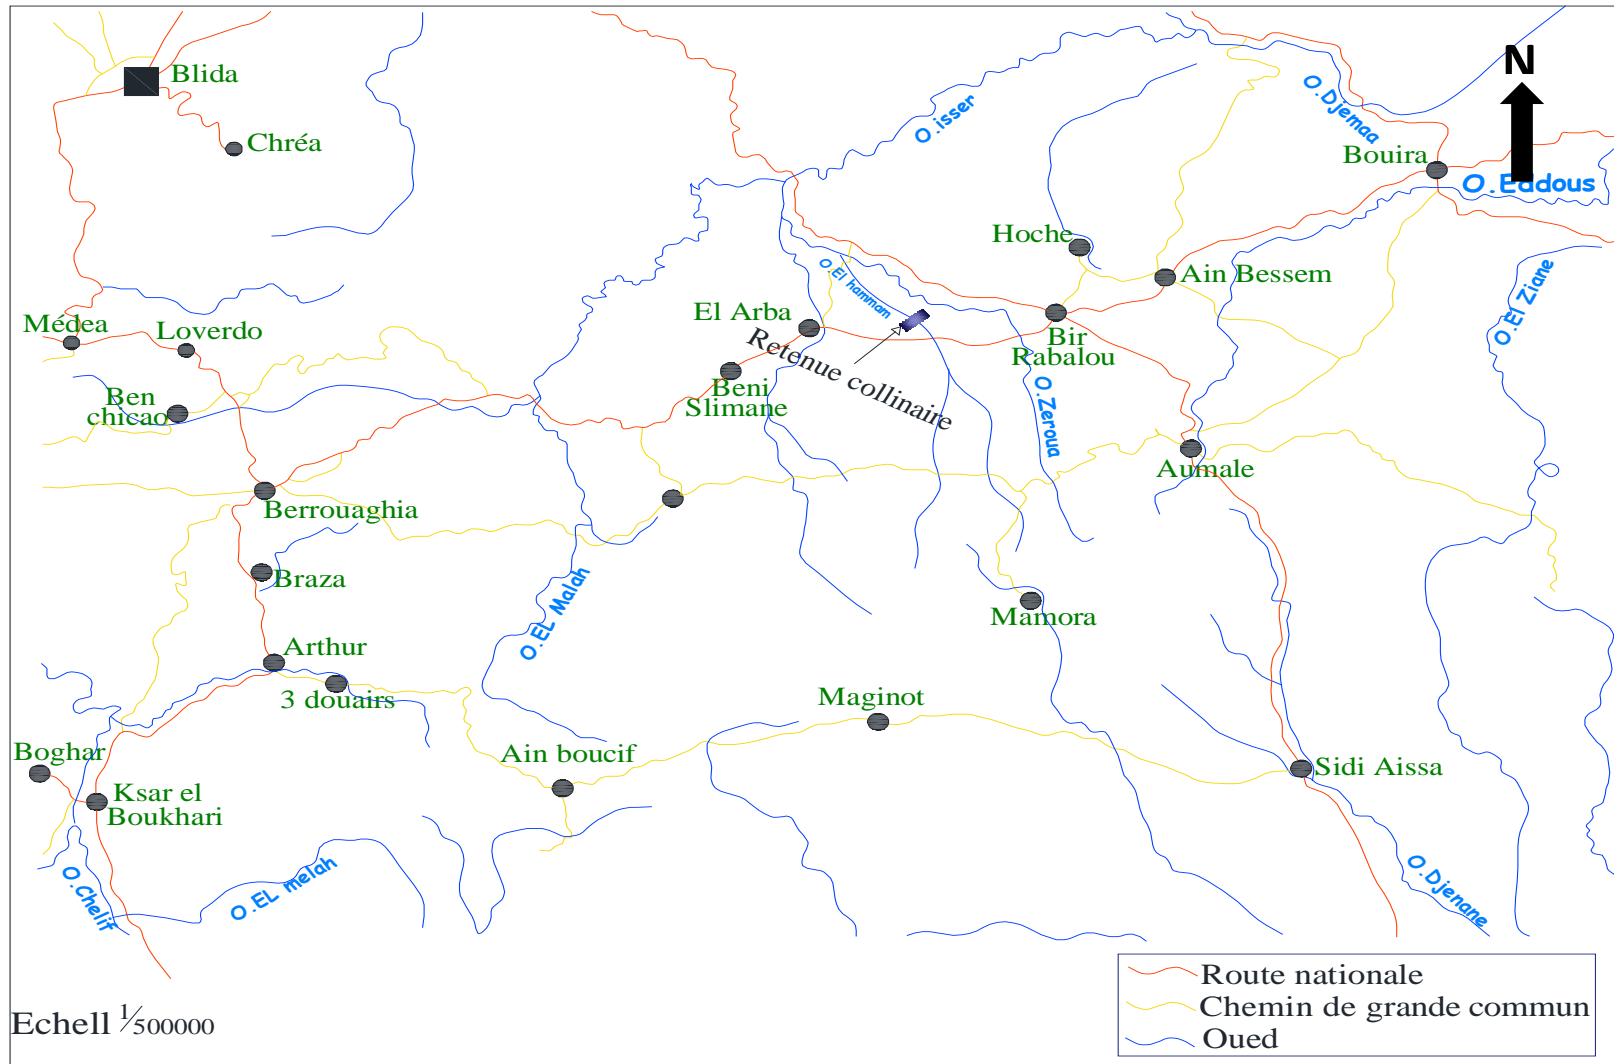 N
Blida
Chréa
O.isser
O.Djemaa
Bouira
O.Eddous
Hoche
Ain Bessem
O.El hammam
O.El Ziane
Médea
Loverdo
El Arba
Bir
Rabalou
Retenue collinaire
Beni
Slimane
Ben
chicao
O.Zeroua
Aumale
Berrouaghia
Braza
O.EL Malah
Mamora
Arthur
3 douairs
Maginot
Boghar
Ain boucif
Sidi Aissa
Ksar el
Boukhari
O.Chelif
O.EL melah
O.Djenane
Route nationale
Chemin de grande commun
Oued
Echell 1/500000